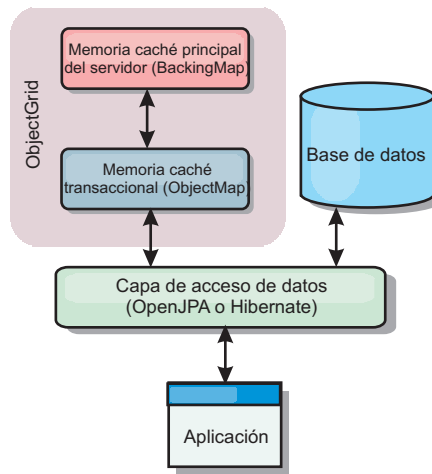 Memoria caché principal
del servidor (BackingMap)
ObjectGrid
Memoria caché
transaccional (ObjectMap)
Base de datos
Capa de acceso de datos
(OpenJPA o Hibernate)
Aplicación